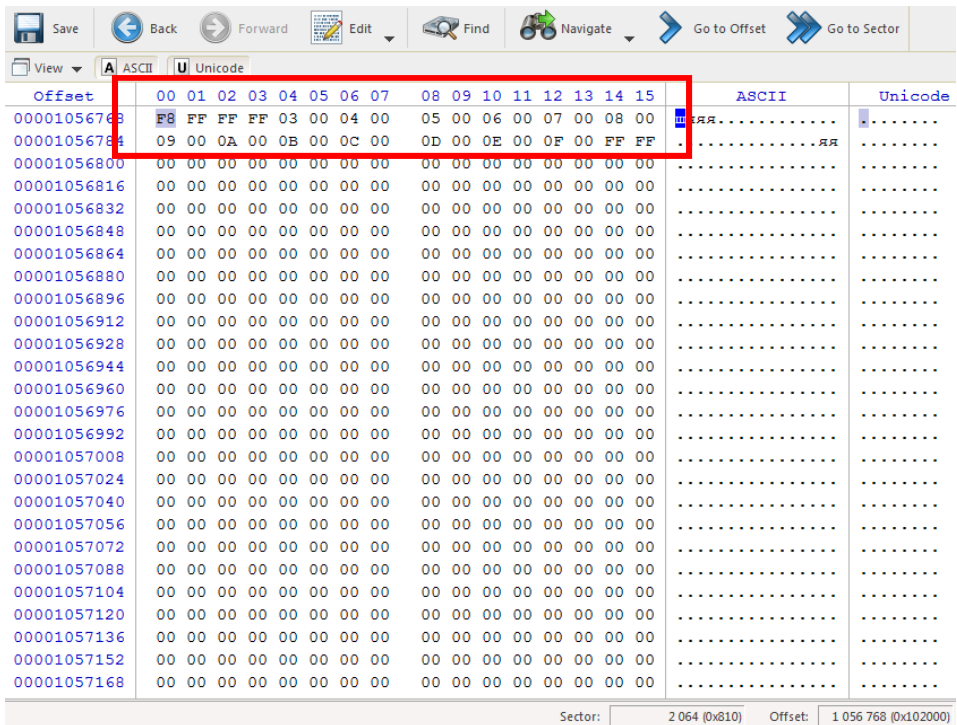 Save Back Forward Edit Find Navigate Go to Offset Go to Sector
View A ASCII U Unicode
Offset 00 01 02 03 04 05 06 07 08 09 10 11 12 13 14 15 ASCII Unicode
00001056768 F8 FF FF FF 03 00 04 00 05 00 06 00 07 00 08 00 шяяя............ ........
00001056784 09 00 0A 00 0B 00 0C 00 0D 00 0E 00 0F 00 FF FF ..............яя ........
00001056800 00 00 00 00 00 00 00 00 00 00 00 00 00 00 00 00 ................ ........
00001056816 00 00 00 00 00 00 00 00 00 00 00 00 00 00 00 00 ................ ........
00001056832 00 00 00 00 00 00 00 00 00 00 00 00 00 00 00 00 ................ ........
00001056848 00 00 00 00 00 00 00 00 00 00 00 00 00 00 00 00 ................ ........
00001056864 00 00 00 00 00 00 00 00 00 00 00 00 00 00 00 00 ................ ........
00001056880 00 00 00 00 00 00 00 00 00 00 00 00 00 00 00 00 ................ ........
00001056896 00 00 00 00 00 00 00 00 00 00 00 00 00 00 00 00 ................ ........
00001056912 00 00 00 00 00 00 00 00 00 00 00 00 00 00 00 00 ................ ........
00001056928 00 00 00 00 00 00 00 00 00 00 00 00 00 00 00 00 ................ ........
00001056944 00 00 00 00 00 00 00 00 00 00 00 00 00 00 00 00 ................ ........
00001056960 00 00 00 00 00 00 00 00 00 00 00 00 00 00 00 00 ................ ........
00001056976 00 00 00 00 00 00 00 00 00 00 00 00 00 00 00 00 ................ ........
00001056992 00 00 00 00 00 00 00 00 00 00 00 00 00 00 00 00 ................ ........
00001057008 00 00 00 00 00 00 00 00 00 00 00 00 00 00 00 00 ................ ........
00001057024 00 00 00 00 00 00 00 00 00 00 00 00 00 00 00 00 ................ ........
00001057040 00 00 00 00 00 00 00 00 00 00 00 00 00 00 00 00 ................ ........
00001057056 00 00 00 00 00 00 00 00 00 00 00 00 00 00 00 00 ................ ........
00001057072 00 00 00 00 00 00 00 00 00 00 00 00 00 00 00 00 ................ ........
00001057088 00 00 00 00 00 00 00 00 00 00 00 00 00 00 00 00 ................ ........
00001057104 00 00 00 00 00 00 00 00 00 00 00 00 00 00 00 00 ................ ........
00001057120 00 00 00 00 00 00 00 00 00 00 00 00 00 00 00 00 ................ ........
00001057136 00 00 00 00 00 00 00 00 00 00 00 00 00 00 00 00 ................ ........
00001057152 00 00 00 00 00 00 00 00 00 00 00 00 00 00 00 00 ................ ........
00001057168 00 00 00 00 00 00 00 00 00 00 00 00 00 00 00 00 ................ ........
Sector: 2 064 (0x810) Offset: 1 056 768 (0x102000)